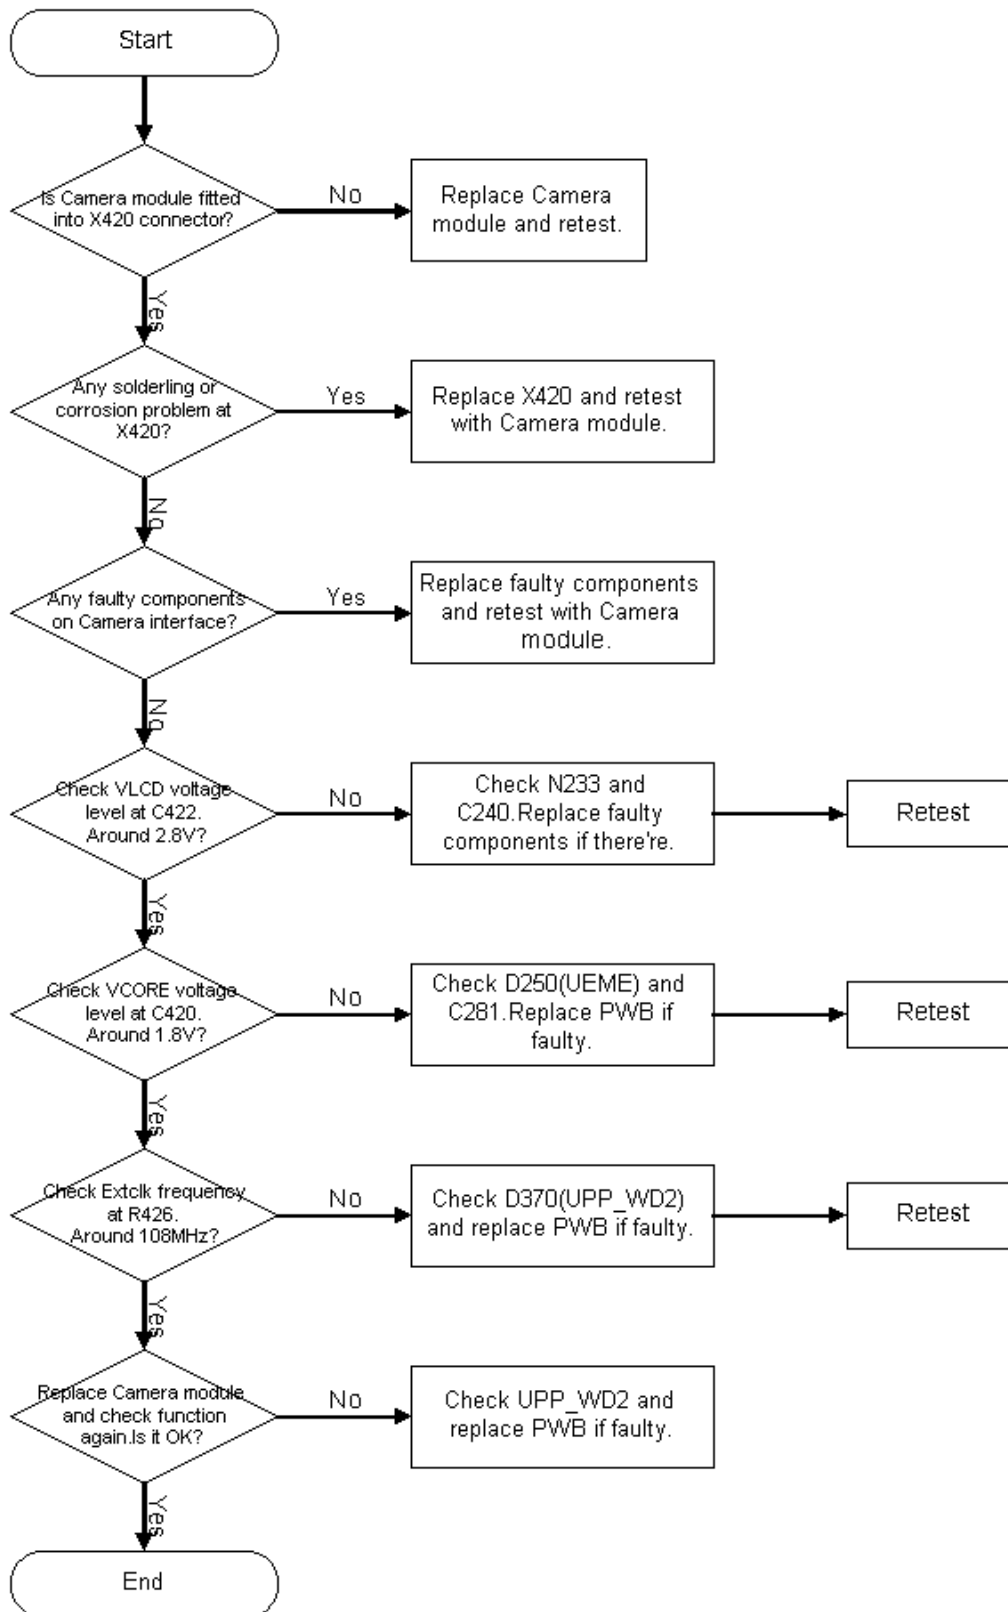 Start
Is Camera module fitted
into X420 connector?
No
Replace Camera
module and retest.
Yes
Any solderling or
corrosion problem at
X420?
Yes
Replace X420 and retest
with Camera module.
No
Any faulty components
on Camera interface?
Yes
Replace faulty components
and retest with Camera
module.
No
Check VLCD voltage
level at C422.
Around 2.8V?
No
Check N233 and
C240.Replace faulty
components if there're.
Retest
Yes
Check VCORE voltage
level at C420.
Around 1.8V?
No
Check D250(UEME) and
C281.Replace PWB if
faulty.
Retest
Yes
Check Extclk frequency
at R426.
Around 108MHz?
No
Check D370(UPP_WD2)
and replace PWB if faulty.
Retest
Yes
Replace Camera module
and check function
again.Is it OK?
No
Check UPP_WD2 and
replace PWB if faulty.
Yes
End